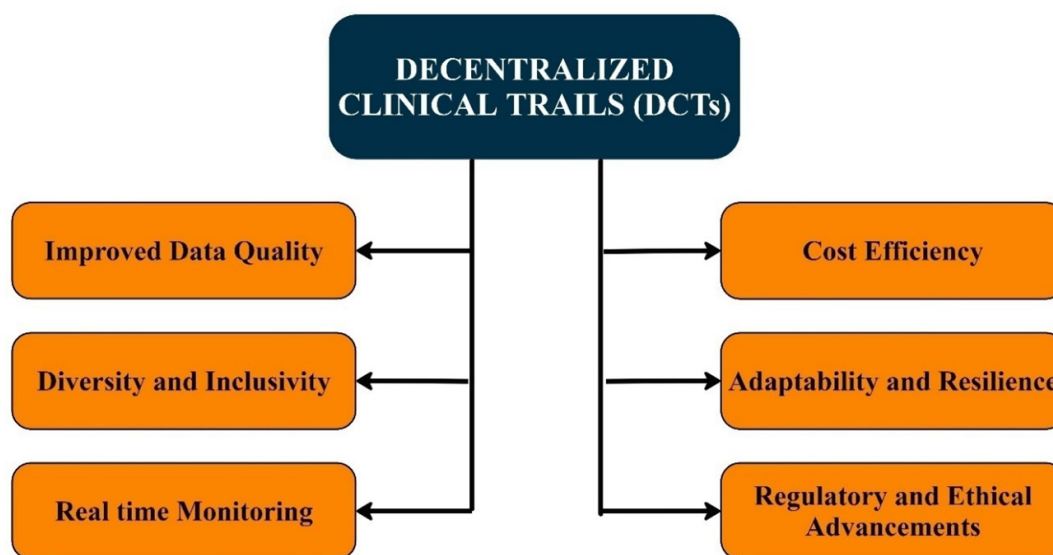 DECENTRALIZED
CLINICAL TRAILS (DCTs)
Improved Data Quality
Cost Efficiency
Diversity and Inclusivity
Adaptability and Resilience
Real time Monitoring
Regulatory and Ethical
Advancements